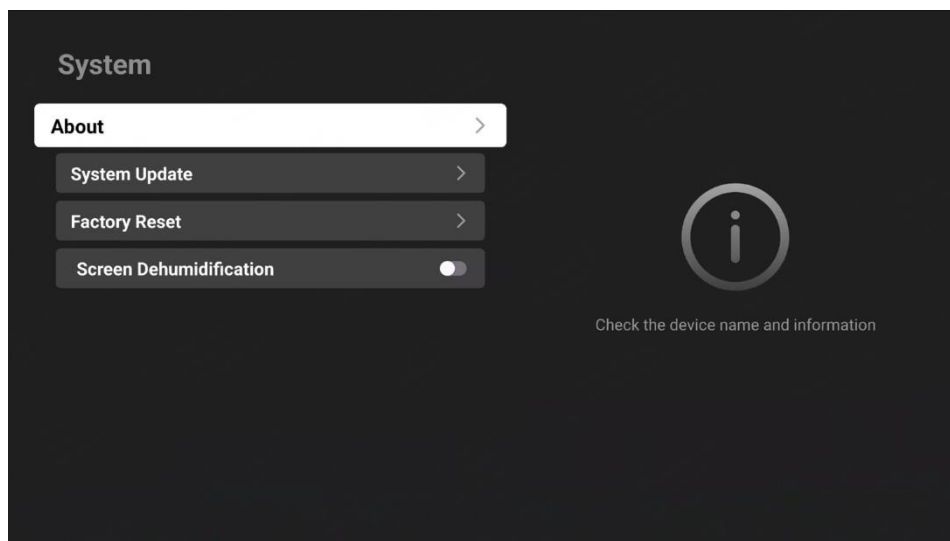 System
About
System Update
Factory Reset
Screen Dehumidification
Check the device name and information